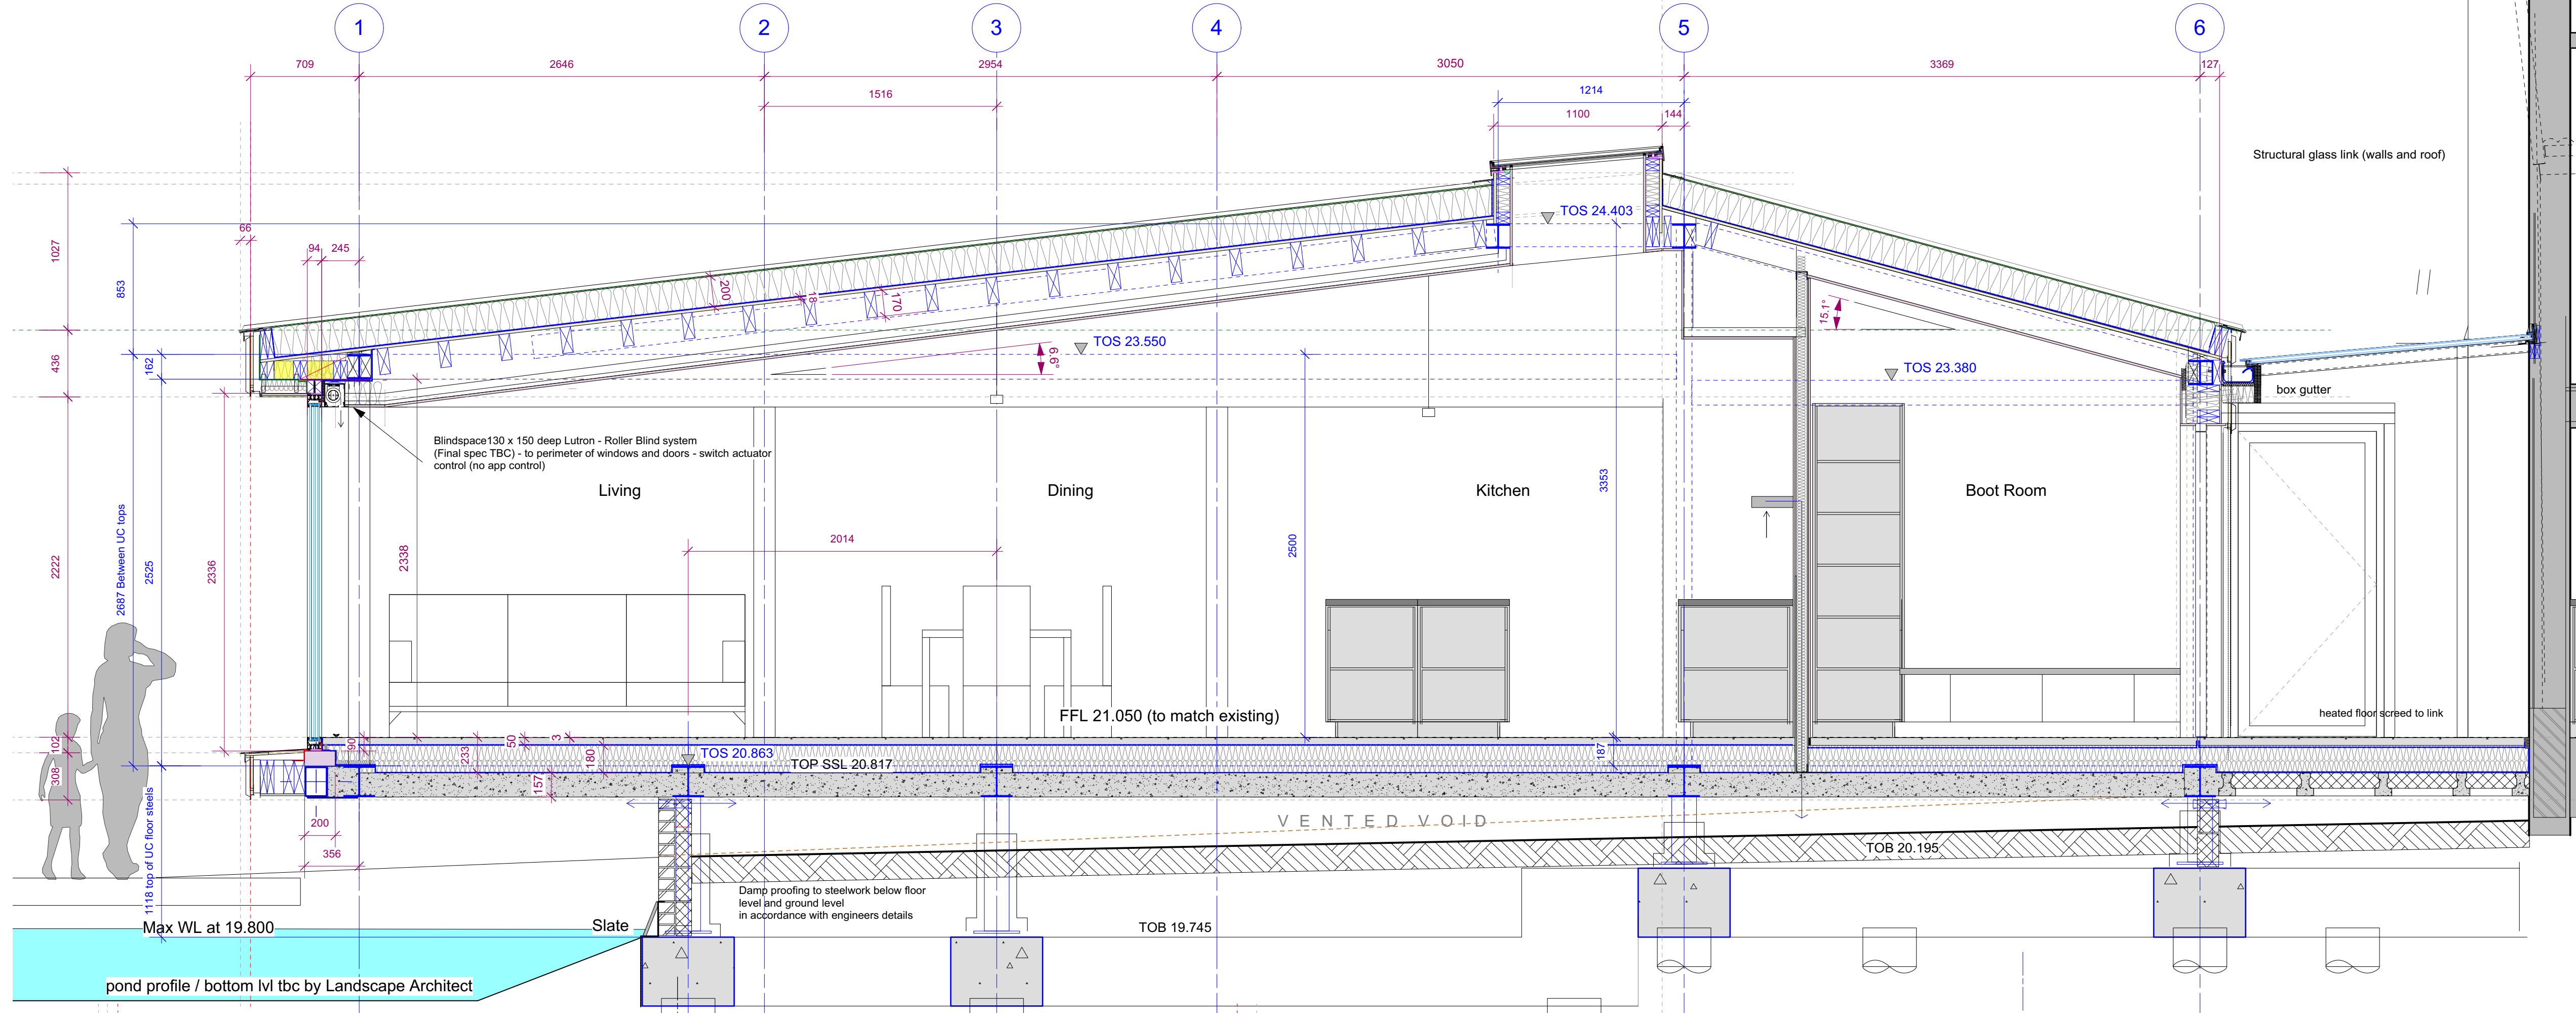 1 2 3 4 5 6
709 2646 2954 3050 3369 127
1516 1214
1100 144
Structural glass link (walls and roof)
TOS 24.403
66
94 245
1027
853
200 18 170
15.1°
TOS 23.550
6.6°
436
162
TOS 23.380
box gutter
Blindspace130 x 150 deep Lutron - Roller Blind system
(Final spec TBC) - to perimeter of windows and doors - switch actuator
control (no app control)
Living Dining Kitchen Boot Room
3353
2014
2500
2687 Between UC tops
2525
2222
2336
2338
FFL 21.050 (to match existing)
heated floor screed to link
102
90
233
50
3
180
TOS 20.863
TOP SSL 20.817
187
308
157
200
356
VENTED VOID
TOB 20.195
1118 top of UC floor steels
Damp proofing to steelwork below floor
level and ground level
in accordance with engineers details
Max WL at 19.800
Slate
TOB 19.745
pond profile / bottom lvl tbc by Landscape Architect